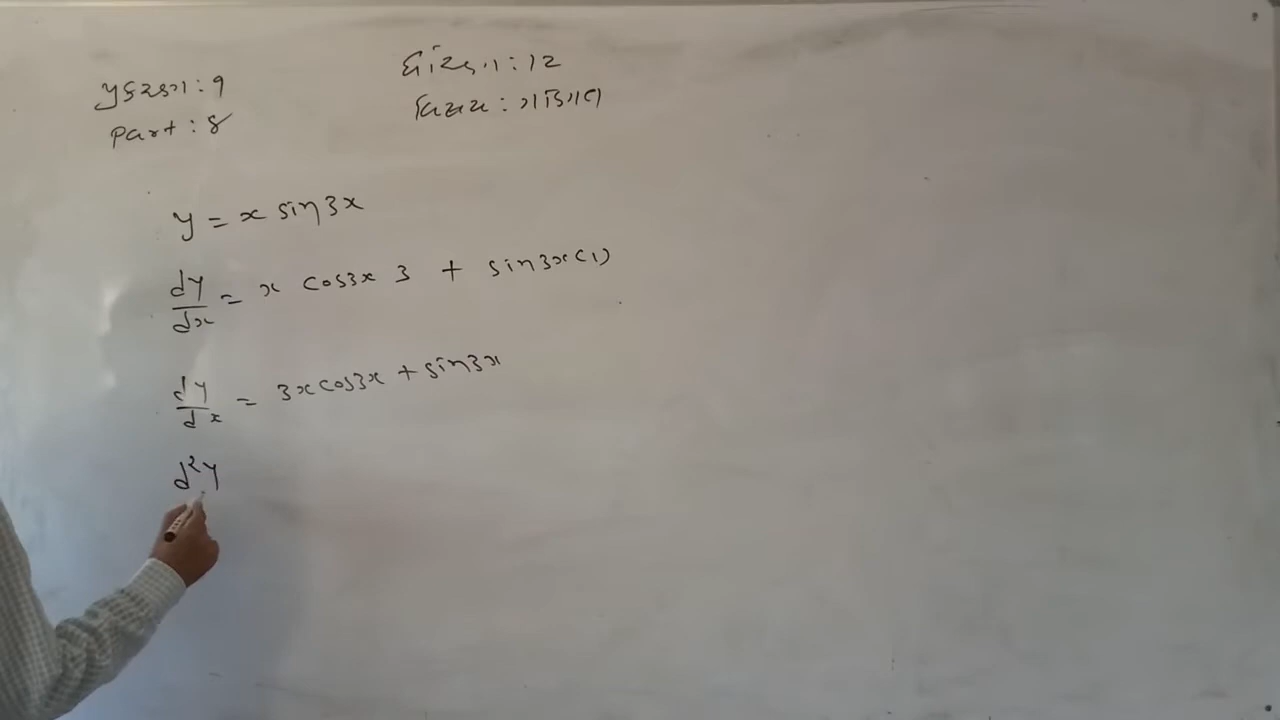 પ્રકરણ : 9
Part : 8
ધોરણ : 12
વિષય : ગણિત
y = x sin3x
dy/dx = x cos3x 3 + sin3x(1)
dy/dx = 3x cos3x + sin3x
d²y